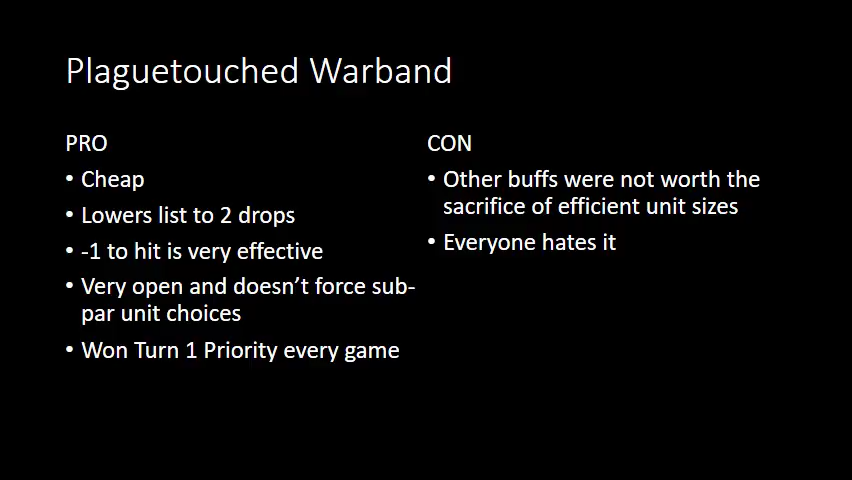 Plaguetouched Warband
PRO
• Cheap
• Lowers list to 2 drops
• -1 to hit is very effective
• Very open and doesn’t force sub-
par unit choices
• Won Turn 1 Priority every game
CON
• Other buffs were not worth the
sacrifice of efficient unit sizes
• Everyone hates it